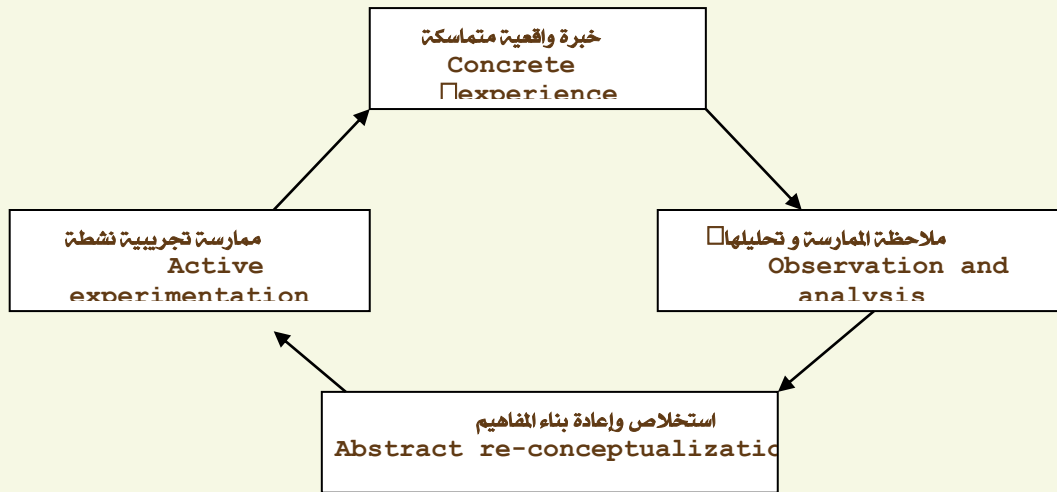 خبرة واقعية متماسكة
Concrete
experience
ممارسة تجريبية نشطة
Active
experimentation
ملاحظة الممارسة و تحليلها
Observation and
analysis
استخلاص وإعادة بناء المفاهيم
Abstract re-conceptualizatio